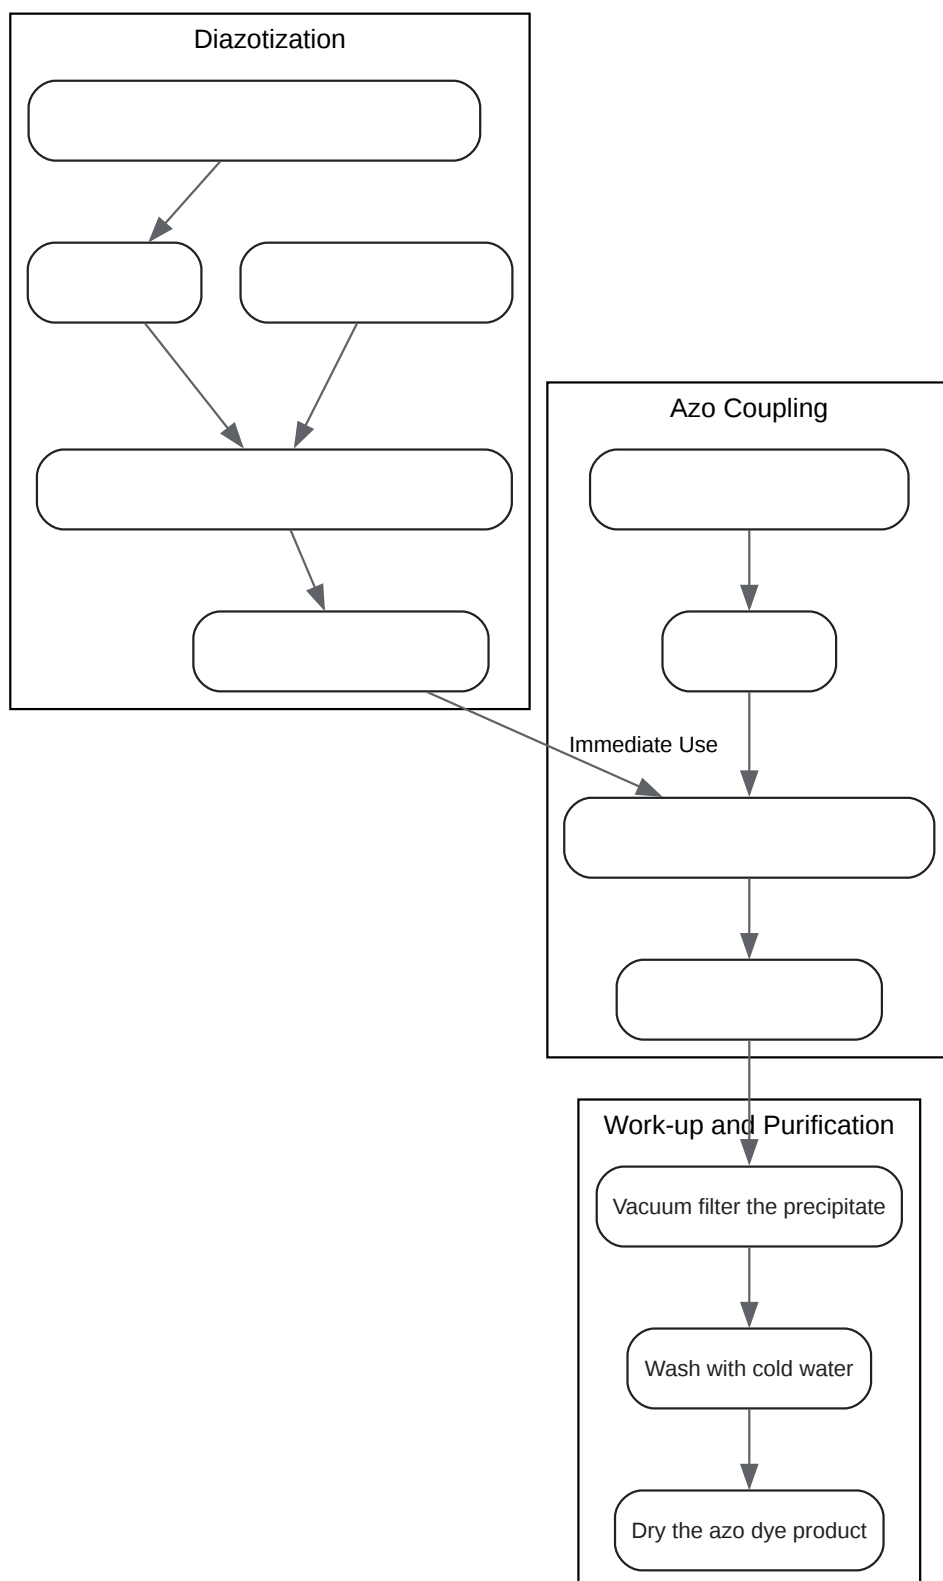 Diazotization
Azo Coupling
Immediate Use
Work-up and Purification
Vacuum filter the precipitate
Wash with cold water
Dry the azo dye product